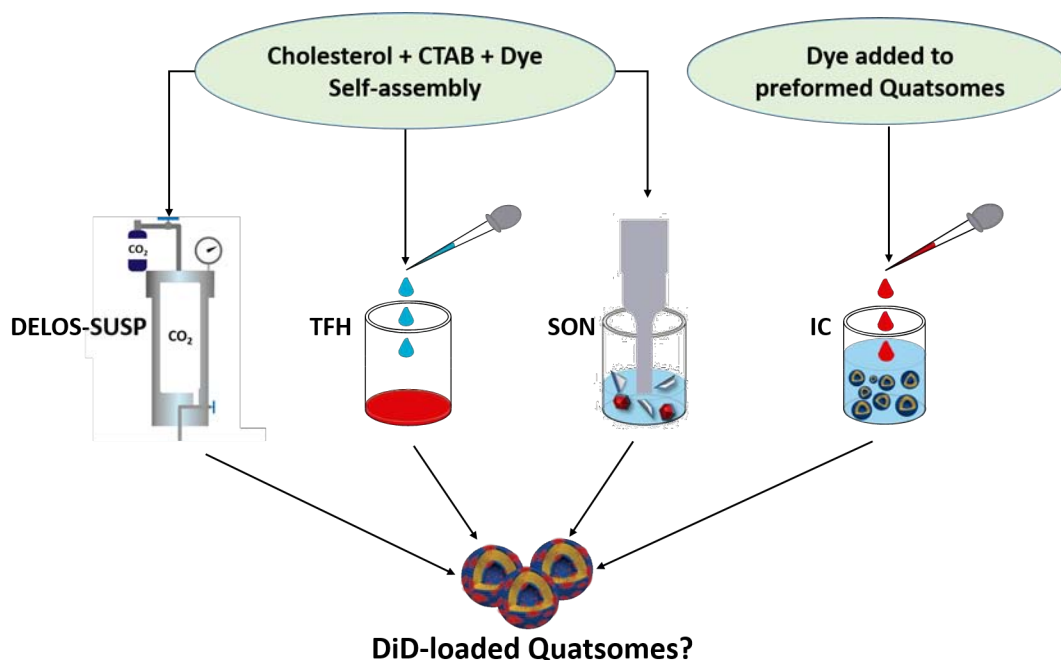 Cholesterol + CTAB + Dye
Self-assembly
Dye added to
preformed Quatsomes
CO2
CO2
DELOS-SUSP
TFH
SON
IC
DiD-loaded Quatsomes?